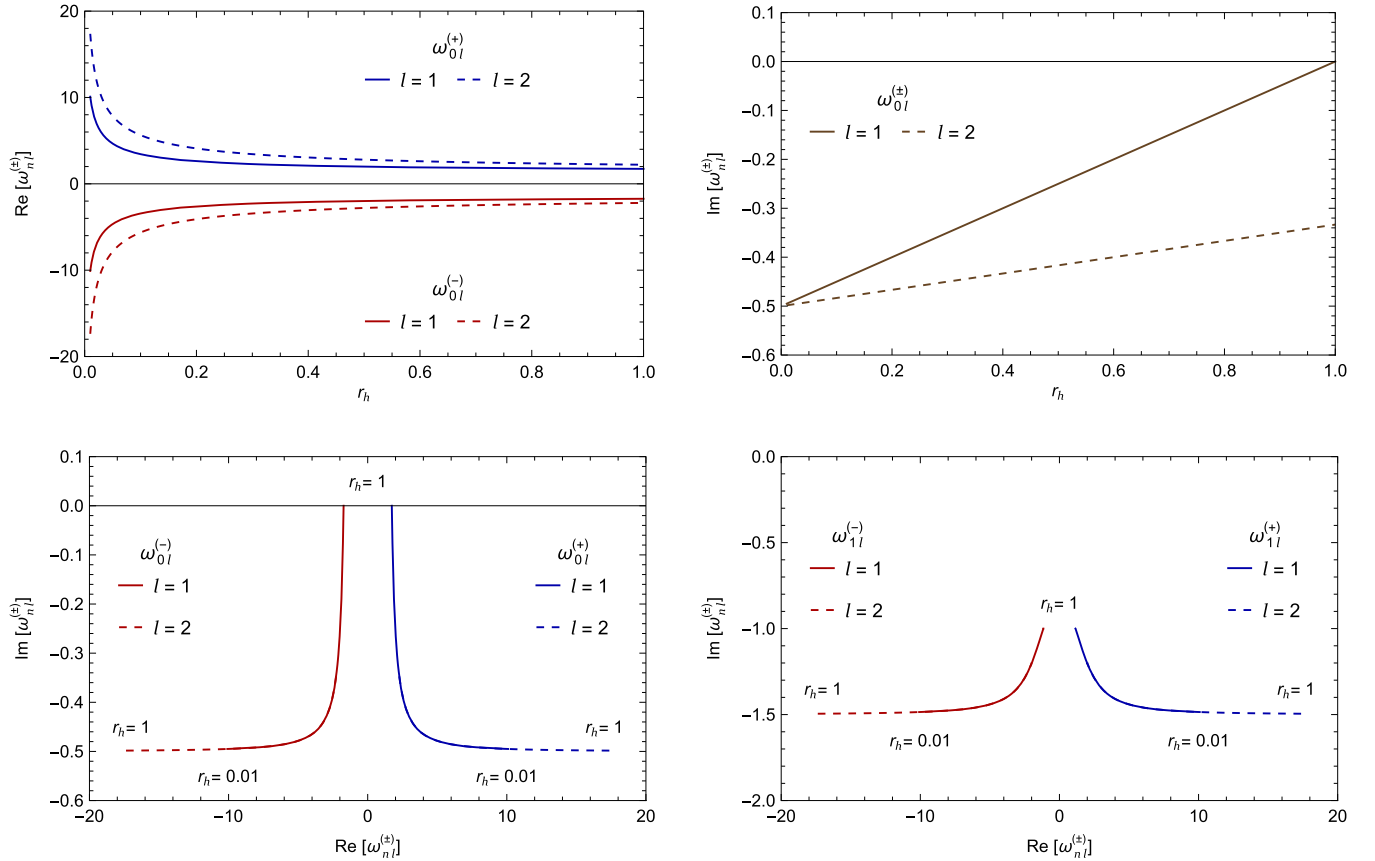 20
10
0
−10
−20
Re [ω_{n l}^{(±)}]
ω_{0 l}^{(+)}
l = 1 l = 2
ω_{0 l}^{(-)}
l = 1 l = 2
0.0 0.2 0.4 0.6 0.8 1.0
r_h
0.1
0.0
−0.1
−0.2
−0.3
−0.4
−0.5
−0.6
Im [ω_{n l}^{(±)}]
ω_{0 l}^{(±)}
l = 1 l = 2
0.0 0.2 0.4 0.6 0.8 1.0
r_h
0.1
0.0
−0.1
−0.2
−0.3
−0.4
−0.5
−0.6
Im [ω_{n l}^{(±)}]
r_h = 1
ω_{0 l}^{(-)}
l = 1
l = 2
ω_{0 l}^{(+)}
l = 1
l = 2
r_h = 1
r_h = 1
r_h = 0.01
r_h = 0.01
−20 −10 0 10 20
Re [ω_{n l}^{(±)}]
0.0
−0.5
−1.0
−1.5
−2.0
Im [ω_{n l}^{(±)}]
ω_{1 l}^{(-)}
l = 1
l = 2
ω_{1 l}^{(+)}
l = 1
l = 2
r_h = 1
r_h = 1
r_h = 1
r_h = 0.01
r_h = 0.01
−20 −10 0 10 20
Re [ω_{n l}^{(±)}]